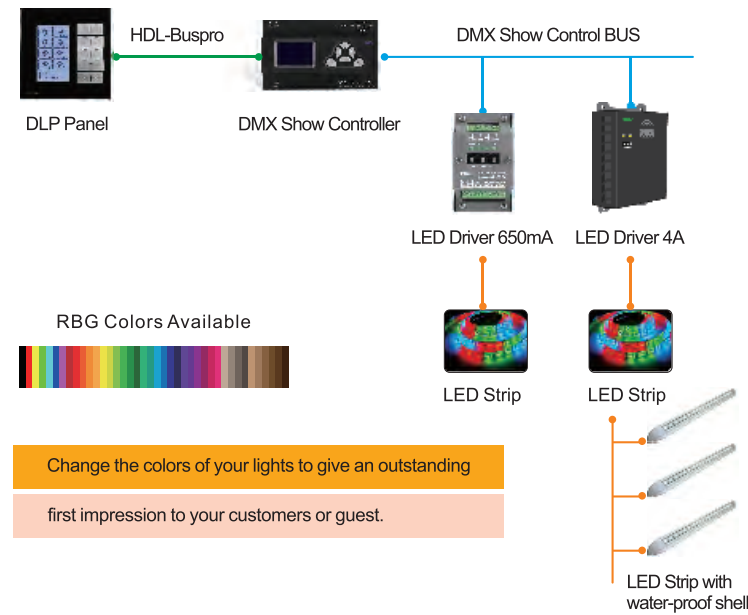 HDL-Buspro
DMX Show Control BUS
DLP Panel
DMX Show Controller
LED Driver 650mA
LED Driver 4A
RBG Colors Available
LED Strip
LED Strip
Change the colors of your lights to give an outstanding
first impression to your customers or guest.
LED Strip with
water-proof shell